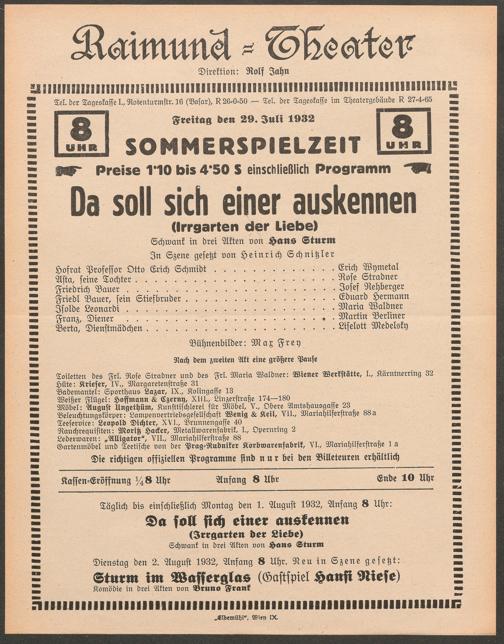 Raimund-Theater
Direktion: Rolf Jahn
Tel. der Tageskasse I., Rotenturmstr. 16 (Basar), R 26-0-50 — Tel. der Tageskasse im Theatergebäude R 27-4-65
8 UHR
Freitag den 29. Juli 1932
8 UHR
SOMMERSPIELZEIT
Preise 1·10 bis 4·50 S einschließlich Programm
Da soll sich einer auskennen
(Irrgarten der Liebe)
Schwank in drei Akten von Hans Sturm
In Szene gesetzt von Heinrich Schnitzler
Hofrat Professor Otto Erich Schmidt . . . . . . . . . . . . Erich Wymetal
Asta, seine Tochter . . . . . . . . . . . . Rose Stradner
Friedrich Bauer . . . . . . . . . . . . Josef Rehberger
Friedl Bauer, sein Stiefbruder . . . . . . . . . . . . Eduard Hermann
Isolde Leonardi . . . . . . . . . . . . Maria Waldner
Franz, Diener . . . . . . . . . . . . Martin Berliner
Berta, Dienstmädchen . . . . . . . . . . . . Liselott Medelsky
Bühnenbilder: Max Frey
Nach dem zweiten Akt eine größere Pause
Toiletten des Frl. Rose Stradner und des Frl. Maria Waldner: Wiener Werkstätte, I., Kärntnerring 32
Hüte: Krieser, IV., Margaretenstraße 31
Bademantel: Sporthaus Lazar, IX., Kolingasse 13
Weißer Flügel: Hoffmann & Czerny, XIII., Linzerstraße 174—180
Möbel: August Ungethüm, Kunsttischlerei für Möbel, V., Obere Amtshausgasse 23
Beleuchtungskörper: Lampenvertriebsgesellschaft Wenig & Keil, VII., Mariahilferstraße 88a
Teeservice: Leopold Dichter, XVI., Brunnengasse 40
Rauchrequisiten: Moritz Hacker, Metallwarenfabrik, I., Opernring 2
Lederwaren: „Alligator“, VII., Mariahilferstraße 88
Gartenmöbel und Teetische von der Prag-Rudniker Korbwarenfabrik, VI., Mariahilferstraße 1a
Die richtigen offiziellen Programme sind nur bei den Billeteuren erhältlich
Kassen-Eröffnung ¼8 Uhr Anfang 8 Uhr Ende 10 Uhr
Täglich bis einschließlich Montag den 1. August 1932, Anfang 8 Uhr:
Da soll sich einer auskennen
(Irrgarten der Liebe)
Schwank in drei Akten von Hans Sturm
Dienstag den 2. August 1932, Anfang 8 Uhr. Neu in Szene gesetzt:
Sturm im Wasserglas (Gastspiel Hansi Niese)
Komödie in drei Akten von Bruno Frank
„Elbemühl“, Wien IX.